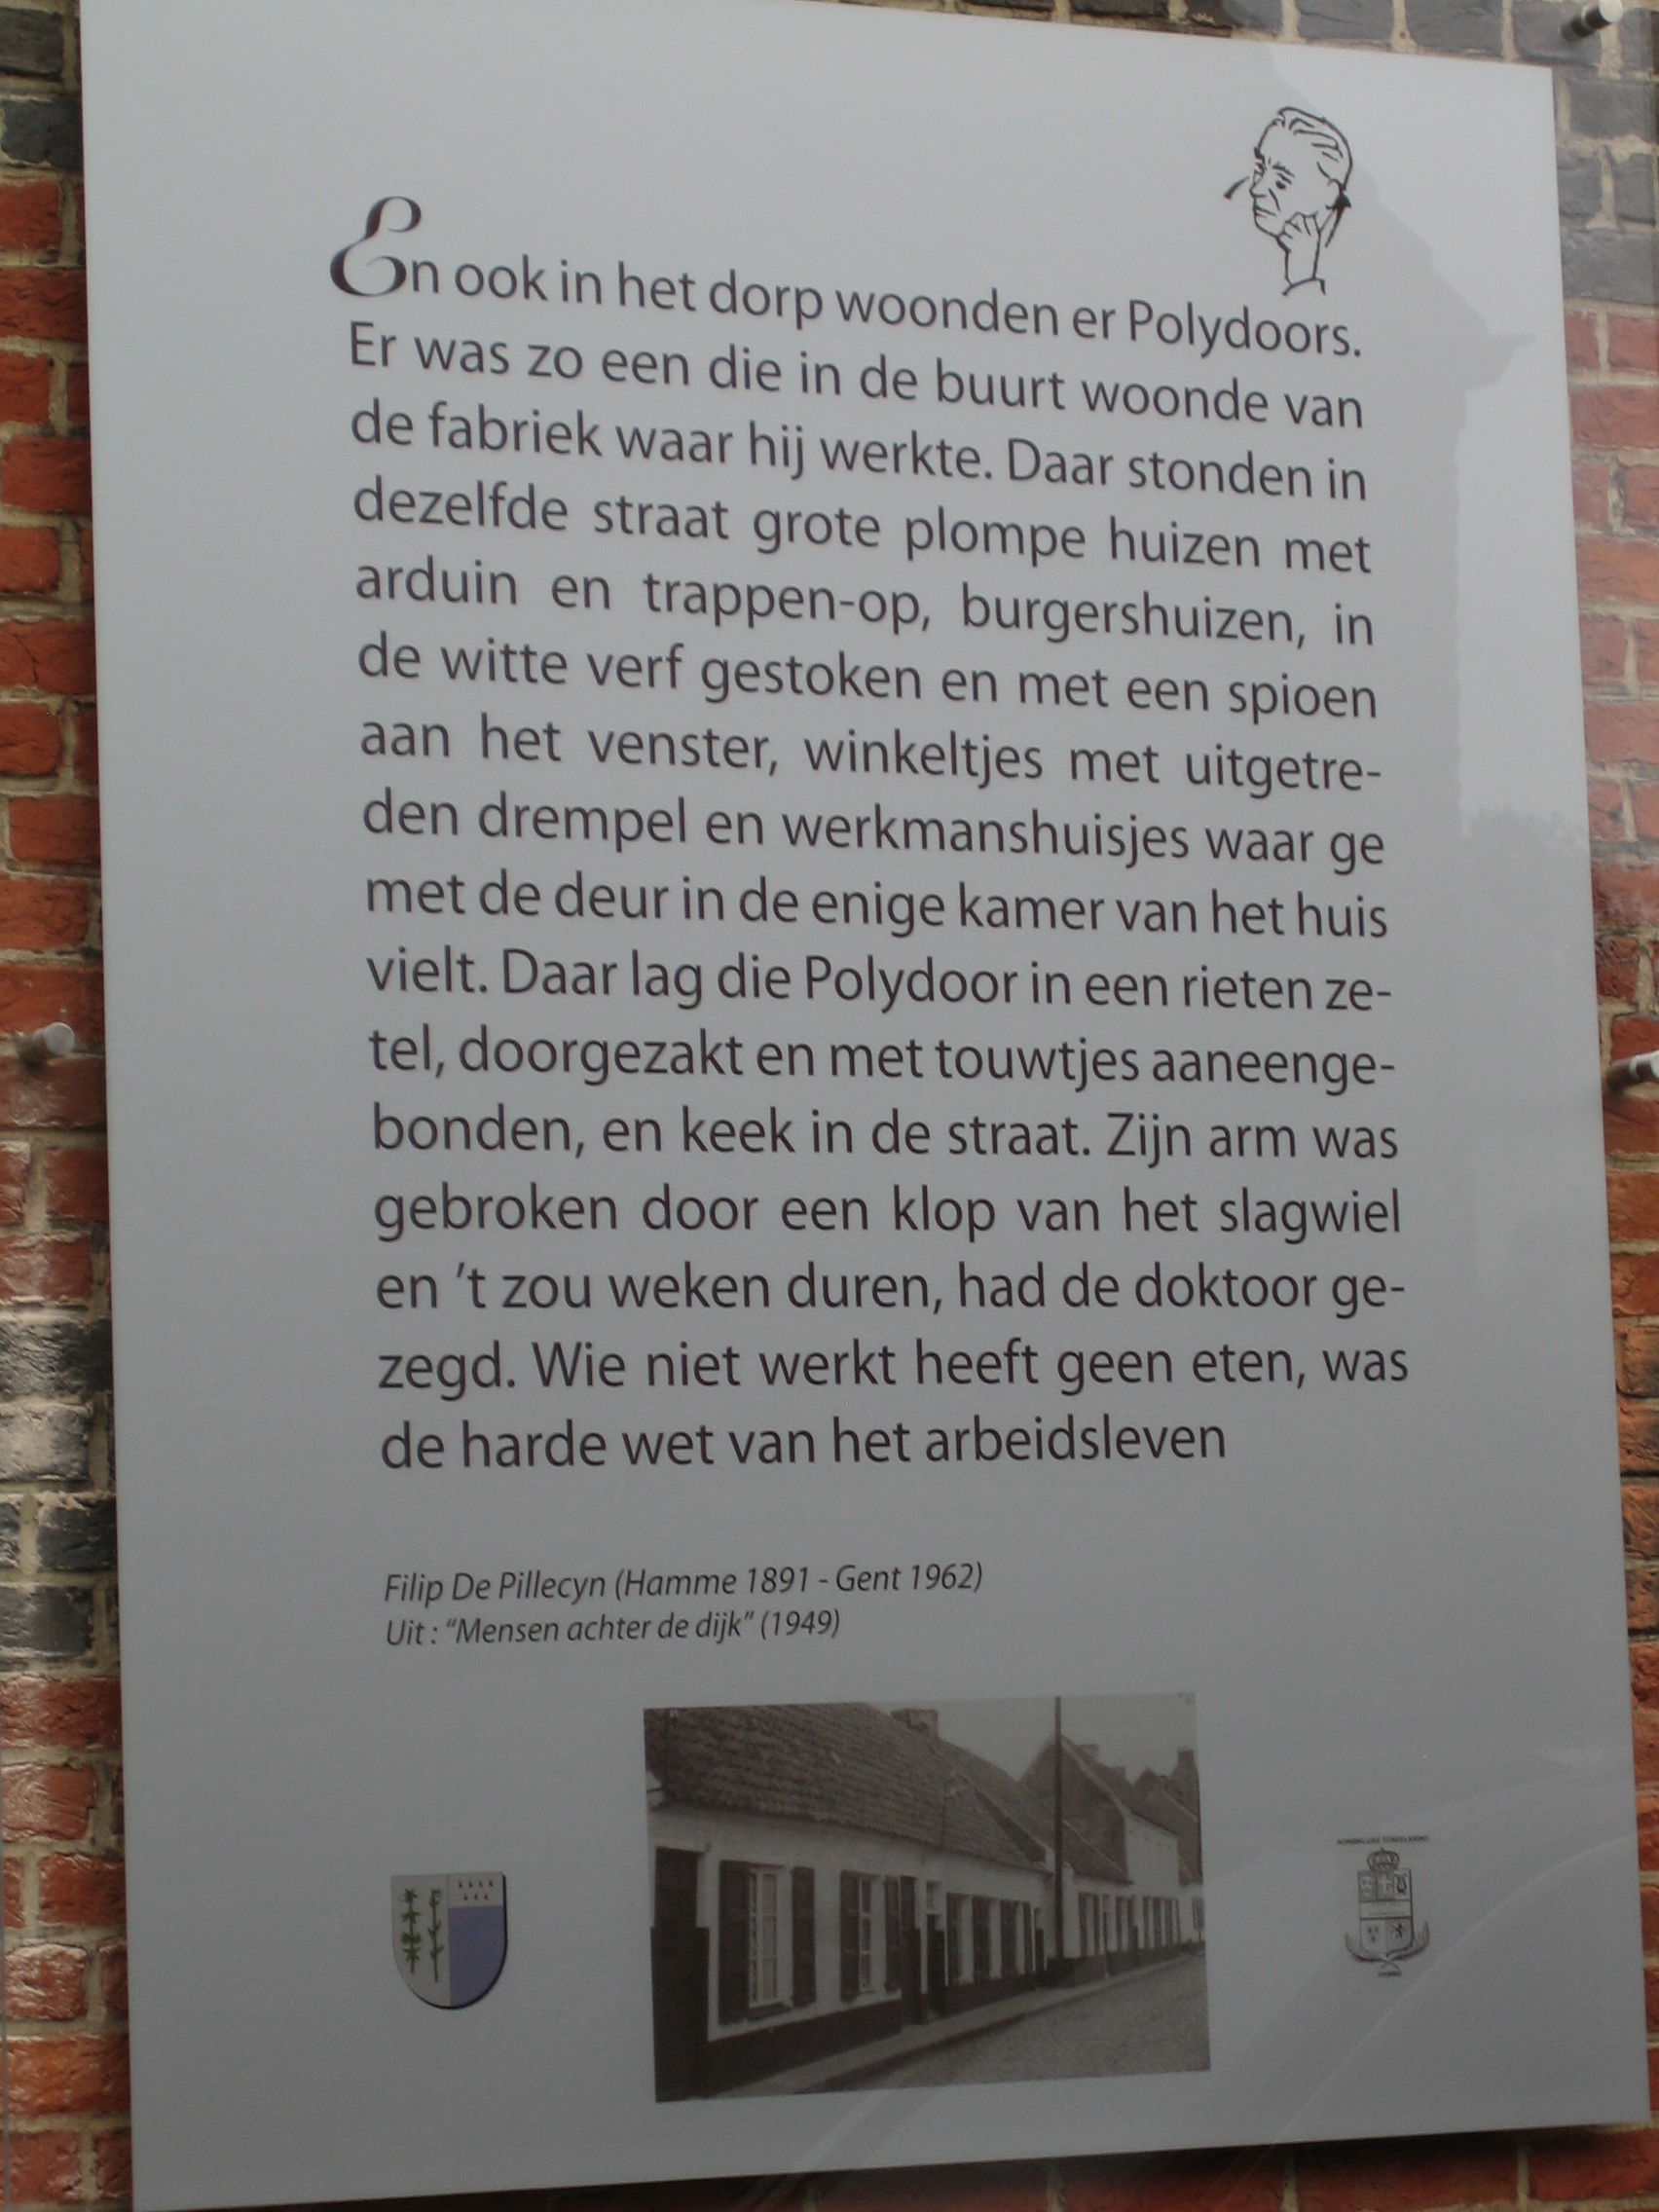 En ook in het dorp woonden er Polydoors.
Er was zo een die in de buurt woonde van
de fabriek waar hij werkte. Daar stonden in
dezelfde straat grote plompe huizen met
arduin en trappen-op, burgershuizen, in
de witte verf gestoken en met een spioen
aan het venster, winkeltjes met uitgetre-
den drempel en werkmanshuisjes waar ge
met de deur in de enige kamer van het huis
vielt. Daar lag die Polydoor in een rieten ze-
tel, doorgezakt en met touwtjes aaneenge-
bonden, en keek in de straat. Zijn arm was
gebroken door een klop van het slagwiel
en 't zou weken duren, had de doktoor ge-
zegd. Wie niet werkt heeft geen eten, was
de harde wet van het arbeidsleven
Filip De Pillecyn (Hamme 1891 - Gent 1962)
Uit : “Mensen achter de dijk” (1949)